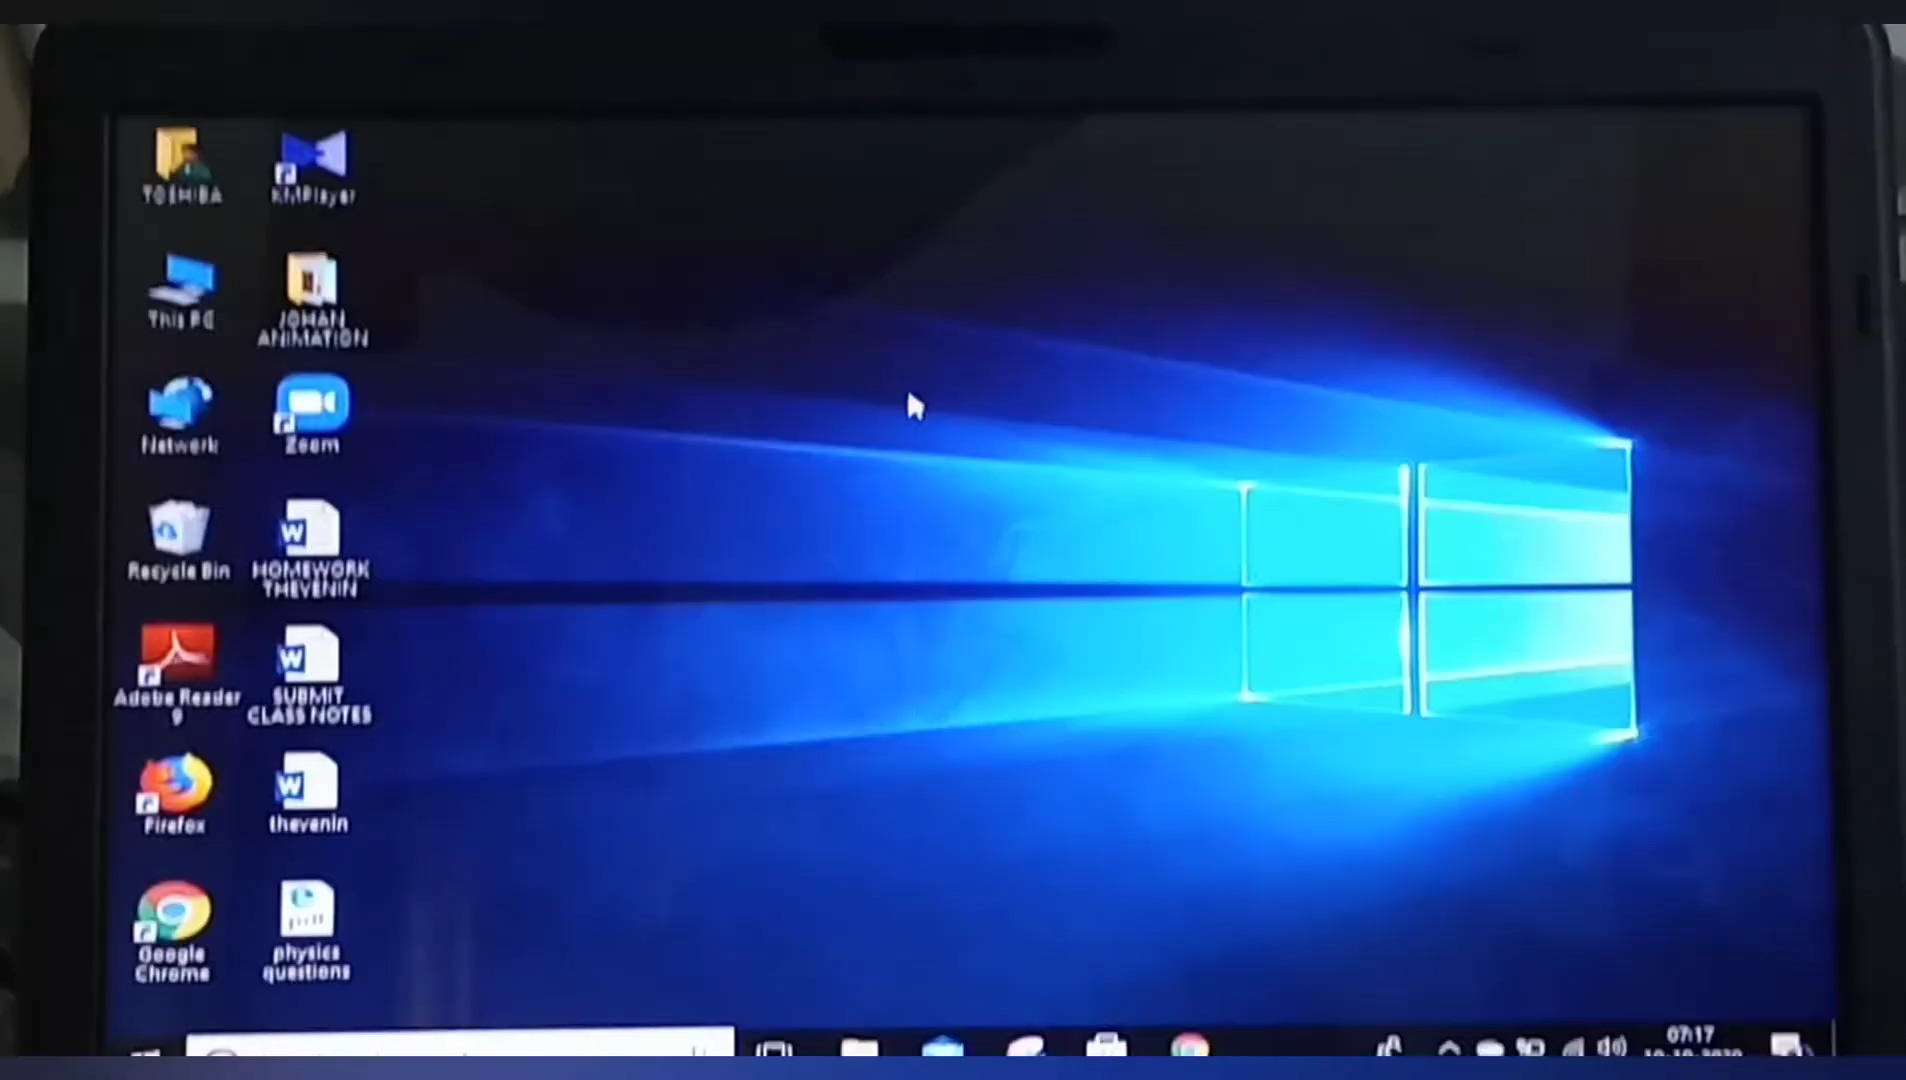 TOSHIBA
KMPlayer
This PC
JOHAN
ANIMATION
Network
Zoom
Recycle Bin
HOMEWORK
THEVENIN
Adobe Reader
9
SUBMIT
CLASS NOTES
Firefox
thevenin
Google
Chrome
physics
questions
07:17